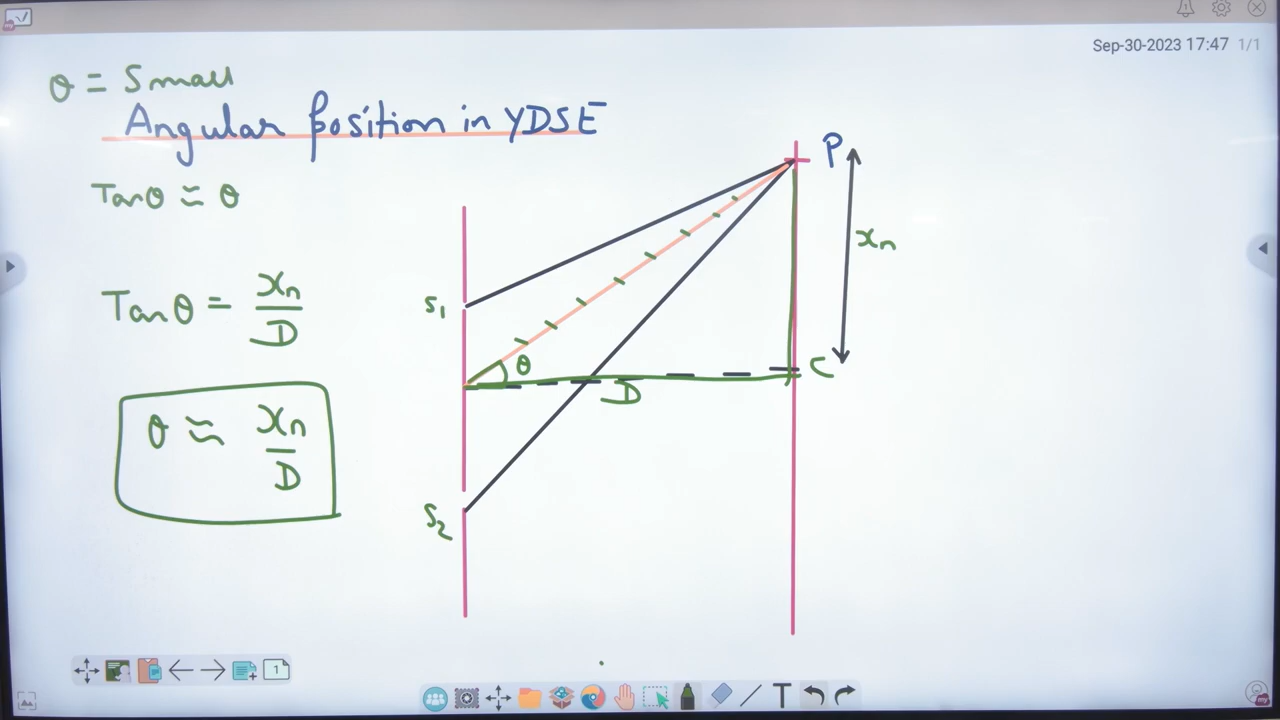 Sep-30-2023 17:47 1/1
θ = Small
Angular position in YDSE
Tanθ ≈ θ
Tanθ = xn/D
θ ≈ xn/D
P
xn
S1
θ
C
D
S2
1
T